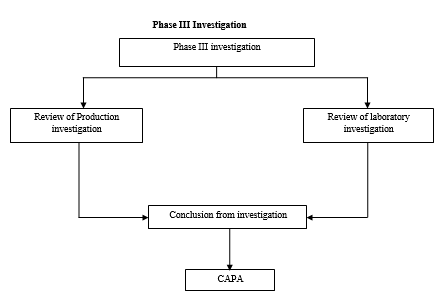 Phase III Investigation
Phase III investigation
Review of Production
investigation
Review of laboratory
investigation
Conclusion from investigation
CAPA